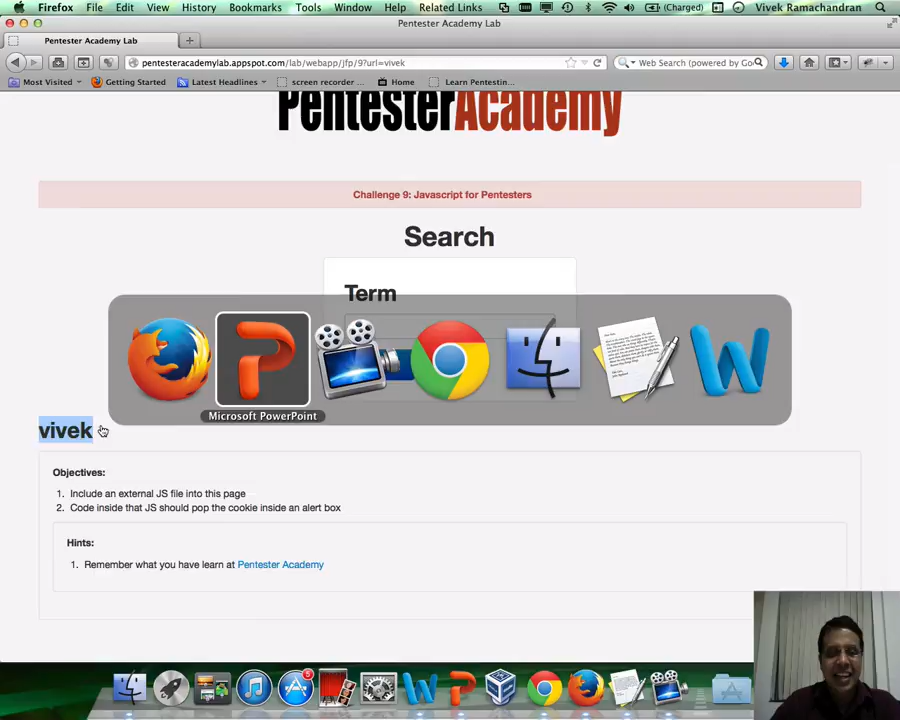 Firefox File Edit View History Bookmarks Tools Window Help Related Links (Charged) Vivek Ramachandran
Pentester Academy Lab
Pentester Academy Lab
pentesteracademylab.appspot.com/lab/webapp/jfp/9?url=vivek
Web Search (powered by Goo
Most Visited Getting Started Latest Headlines screen recorder ... Home Learn Pentestin...
PentesterAcademy
Challenge 9: Javascript for Pentesters
Search
Term
Microsoft PowerPoint
vivek
Objectives:
1. Include an external JS file into this page
2. Code inside that JS should pop the cookie inside an alert box
Hints:
1. Remember what you have learn at Pentester Academy